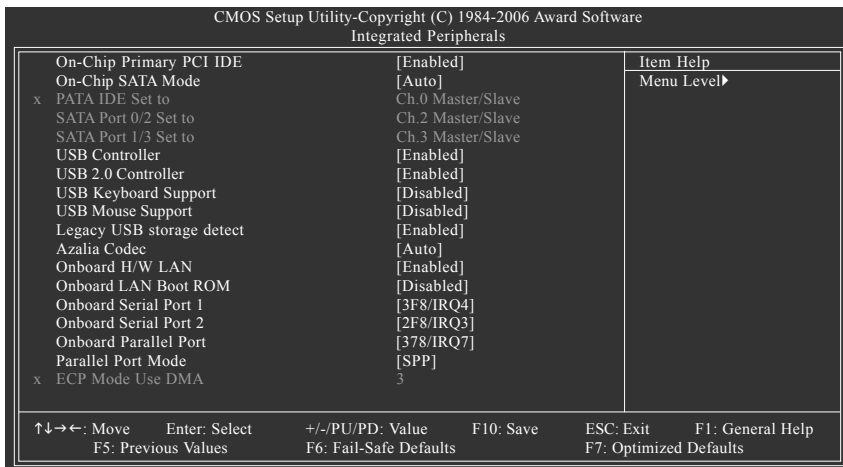 CMOS Setup Utility-Copyright (C) 1984-2006 Award Software
Integrated Peripherals
On-Chip Primary PCI IDE [Enabled] Item Help
On-Chip SATA Mode [Auto] Menu Level▶
x PATA IDE Set to Ch.0 Master/Slave
SATA Port 0/2 Set to Ch.2 Master/Slave
SATA Port 1/3 Set to Ch.3 Master/Slave
USB Controller [Enabled]
USB 2.0 Controller [Enabled]
USB Keyboard Support [Disabled]
USB Mouse Support [Disabled]
Legacy USB storage detect [Enabled]
Azalia Codec [Auto]
Onboard H/W LAN [Enabled]
Onboard LAN Boot ROM [Disabled]
Onboard Serial Port 1 [3F8/IRQ4]
Onboard Serial Port 2 [2F8/IRQ3]
Onboard Parallel Port [378/IRQ7]
Parallel Port Mode [SPP]
x ECP Mode Use DMA 3
↑↓→←: Move Enter: Select +/-/PU/PD: Value F10: Save ESC: Exit F1: General Help
F5: Previous Values F6: Fail-Safe Defaults F7: Optimized Defaults